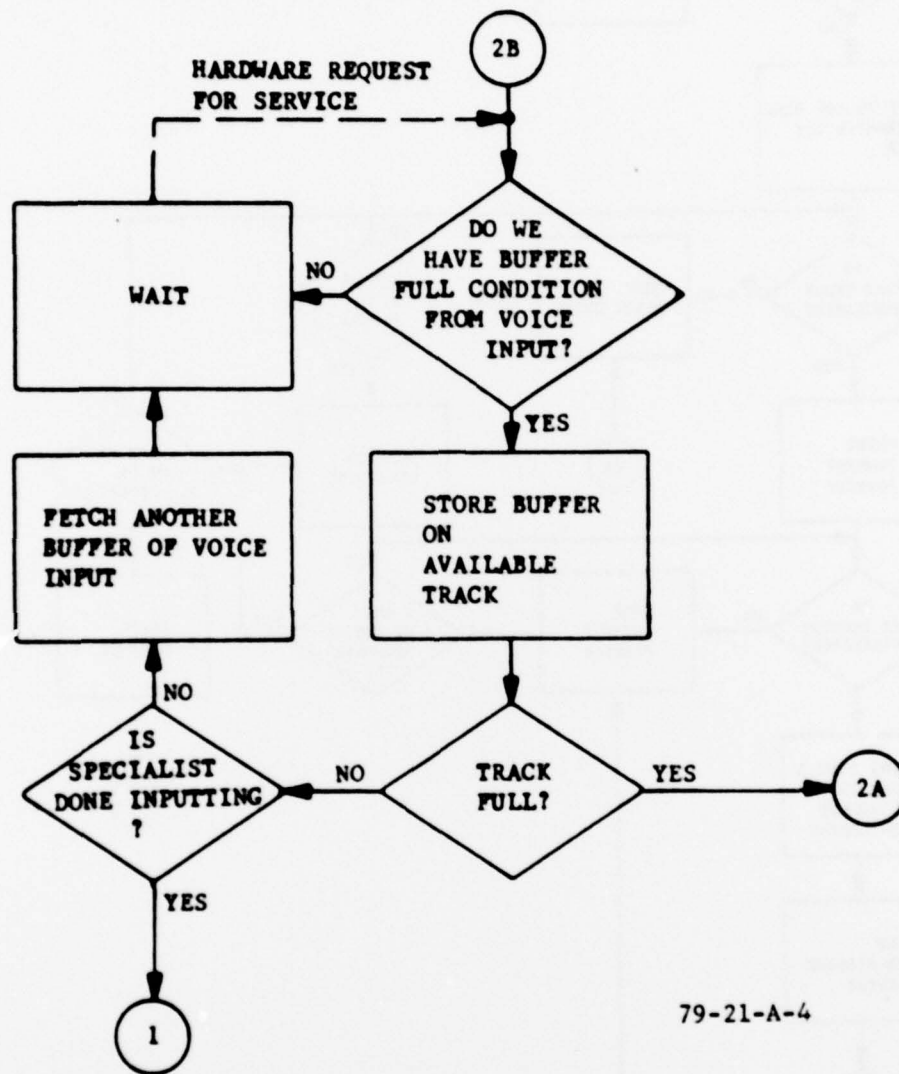 2B
HARDWARE REQUEST
FOR SERVICE
DO WE
HAVE BUFFER
FULL CONDITION
FROM VOICE
INPUT?
NO
WAIT
YES
FETCH ANOTHER
BUFFER OF VOICE
INPUT
STORE BUFFER
ON
AVAILABLE
TRACK
NO
IS
SPECIALIST
DONE INPUTTING
?
NO
TRACK
FULL?
YES
2A
YES
1
79-21-A-4